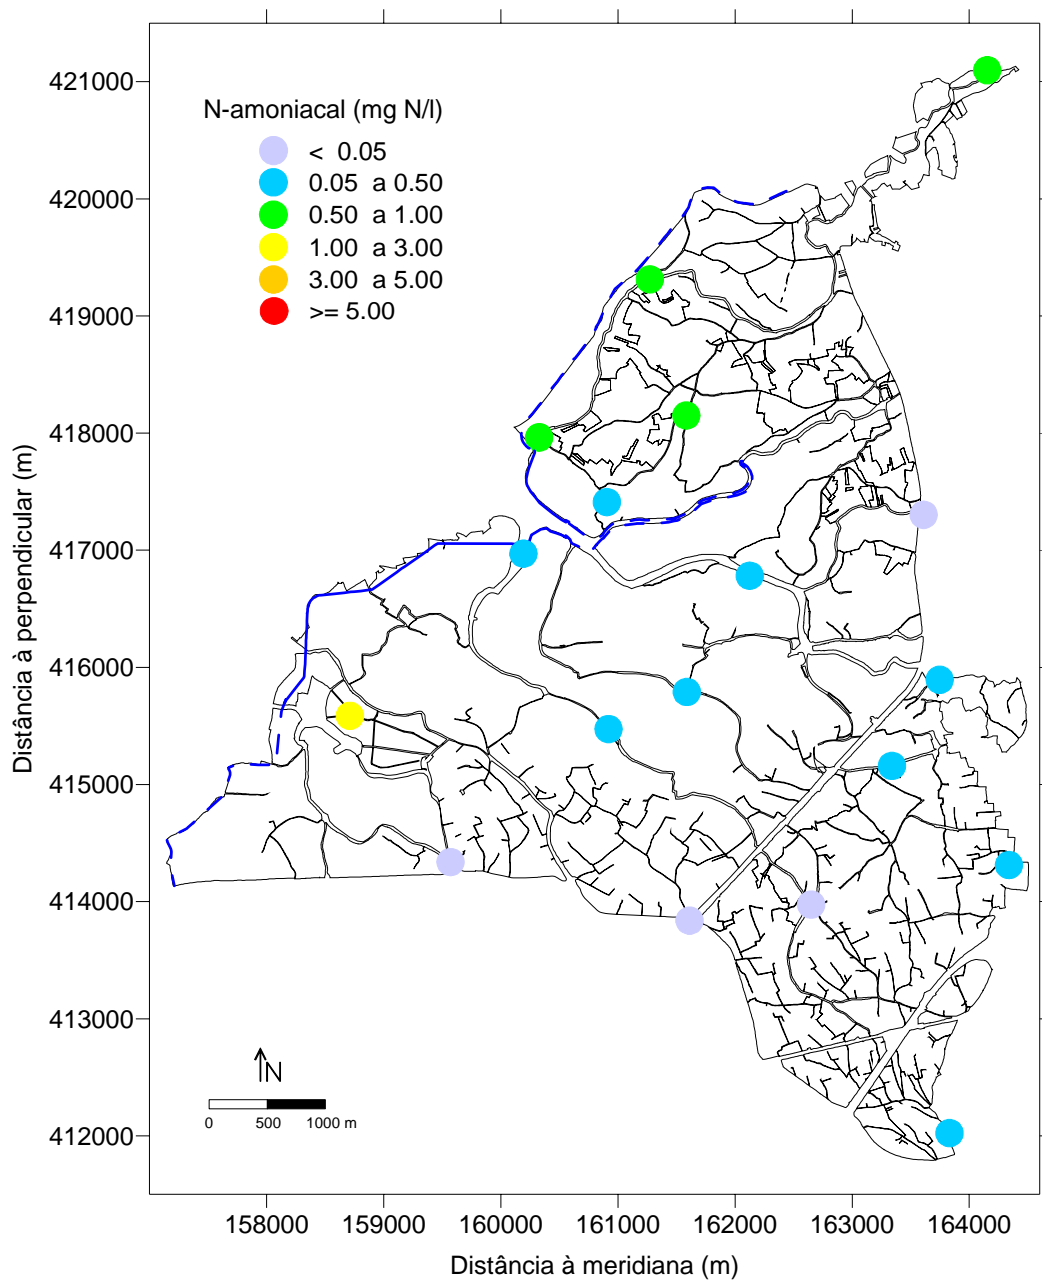 421000
420000
419000
418000
417000
416000
415000
414000
413000
412000
Distância à perpendicular (m)
N-amoniacal (mg N/l)
< 0.05
0.05 a 0.50
0.50 a 1.00
1.00 a 3.00
3.00 a 5.00
>= 5.00
N
0 500 1000 m
158000 159000 160000 161000 162000 163000 164000
Distância à meridiana (m)